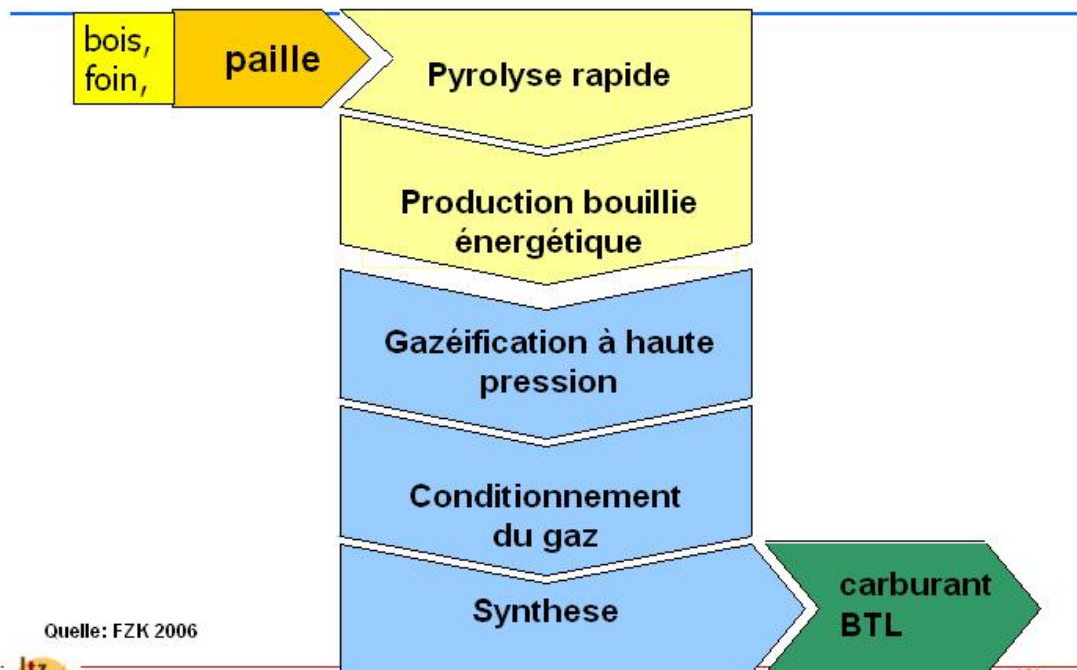 bois,
foin,
paille
Pyrolyse rapide
Production bouillie
énergétique
Gazéification à haute
pression
Conditionnement
du gaz
Synthese
carburant
BTL
Quelle: FZK 2006
ltz